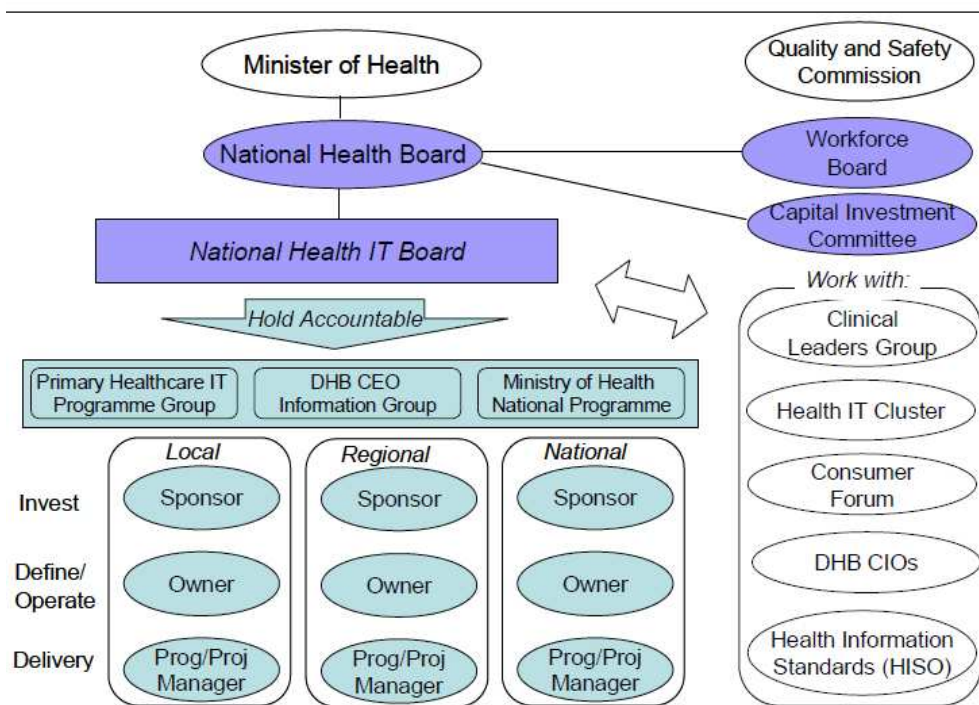 Minister of Health
Quality and Safety
Commission
National Health Board
Workforce
Board
Capital Investment
Committee
National Health IT Board
Work with:
Hold Accountable
Clinical
Leaders Group
Primary Healthcare IT
Programme Group
DHB CEO
Information Group
Ministry of Health
National Programme
Health IT Cluster
Local
Regional
National
Invest
Sponsor
Sponsor
Sponsor
Consumer
Forum
Define/
Operate
Owner
Owner
Owner
DHB CIOs
Delivery
Prog/Proj
Manager
Prog/Proj
Manager
Prog/Proj
Manager
Health Information
Standards (HISO)